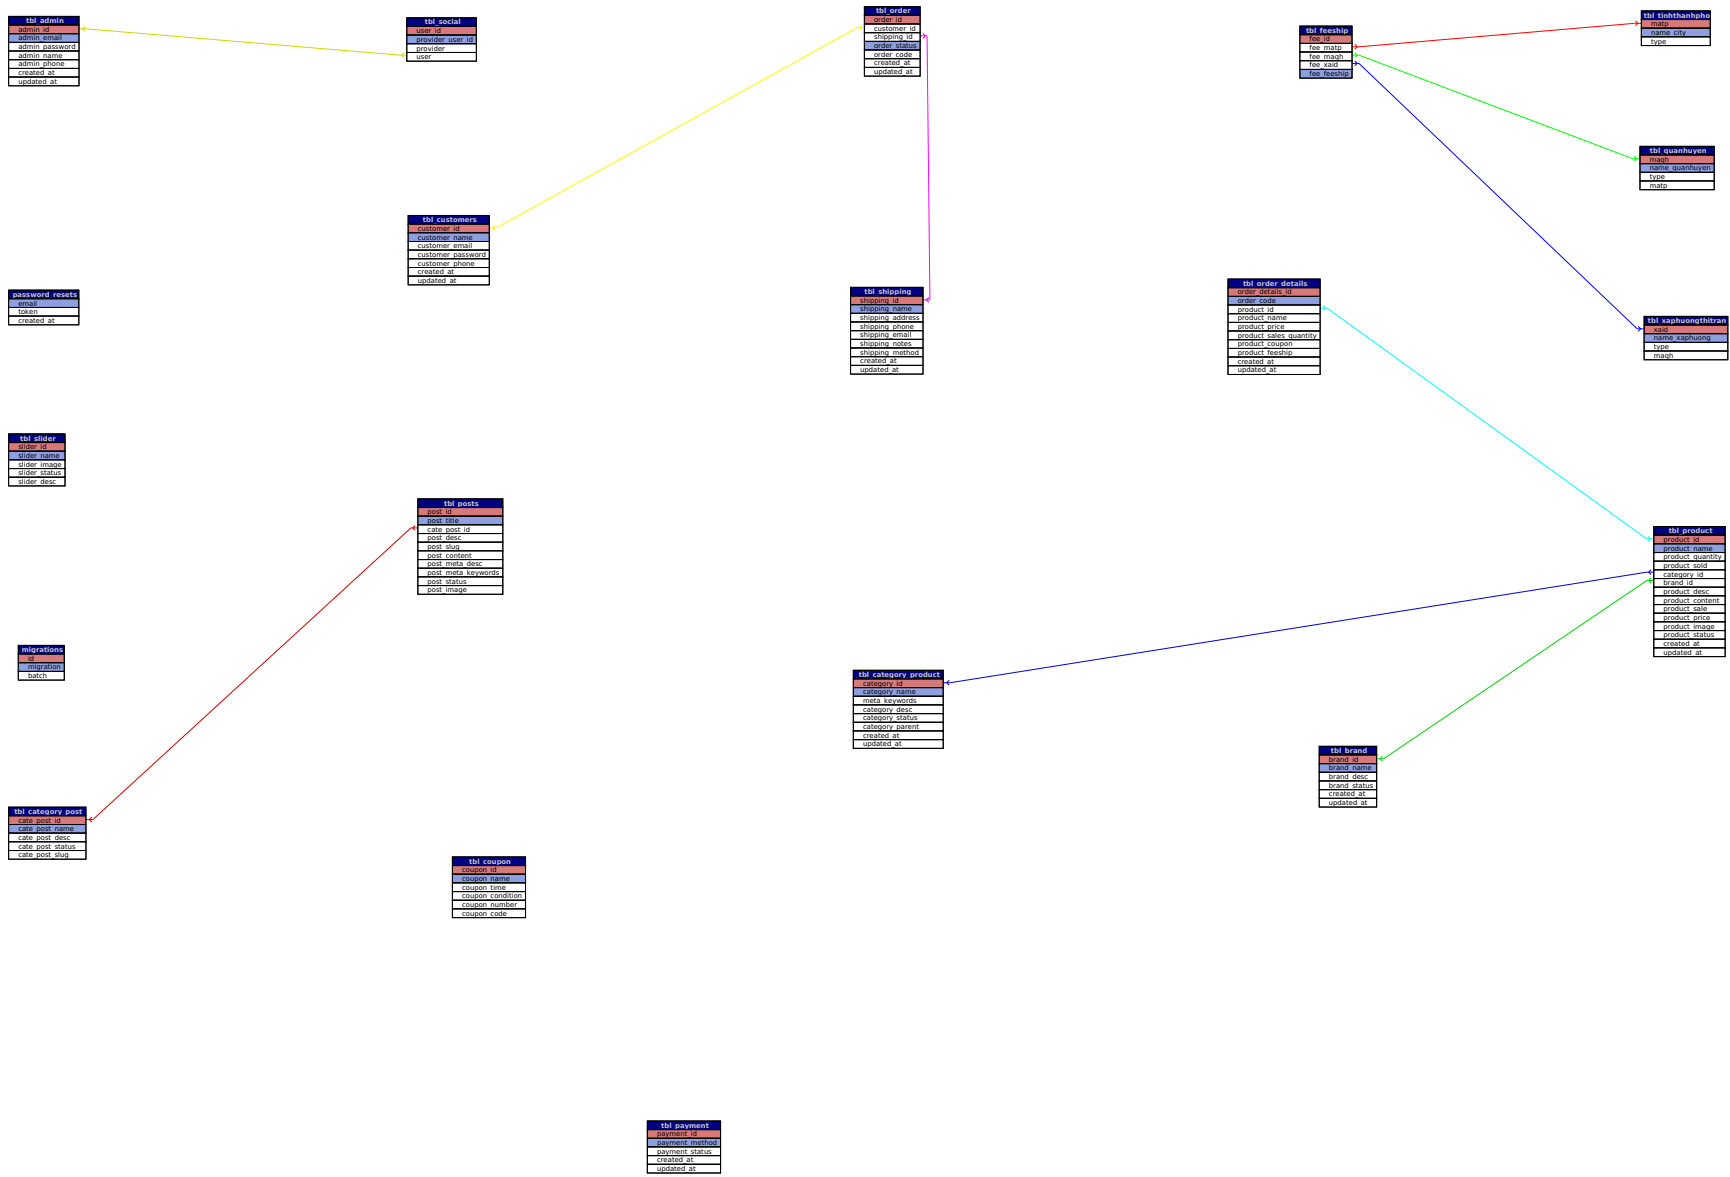 tbl_admin
admin_id
admin_email
admin_password
admin_name
admin_phone
created_at
updated_at
tbl_social
user_id
provider_user_id
provider
user
tbl_order
order_id
customer_id
shipping_id
order_status
order_code
created_at
updated_at
tbl_feeship
fee_id
fee_matp
fee_maqh
fee_xaid
fee_feeship
tbl_tinhthanhpho
matp
name_city
type
tbl_quanhuyen
maqh
name_quanhuyen
type
matp
tbl_customers
customer_id
customer_name
customer_email
customer_password
customer_phone
created_at
updated_at
password_resets
email
token
created_at
tbl_shipping
shipping_id
shipping_name
shipping_address
shipping_phone
shipping_email
shipping_notes
shipping_method
created_at
updated_at
tbl_order_details
order_details_id
order_code
product_id
product_name
product_price
product_sales_quantity
product_coupon
product_feeship
created_at
updated_at
tbl_xaphuongthitran
xaid
name_xaphuong
type
maqh
tbl_slider
slider_id
slider_name
slider_image
slider_status
slider_desc
tbl_posts
post_id
post_title
cate_post_id
post_desc
post_slug
post_content
post_meta_desc
post_meta_keywords
post_status
post_image
tbl_product
product_id
product_name
product_quantity
product_sold
category_id
brand_id
product_desc
product_content
product_sale
product_price
product_image
product_status
created_at
updated_at
migrations
id
migration
batch
tbl_category_product
category_id
category_name
meta_keywords
category_desc
category_status
category_parent
created_at
updated_at
tbl_brand
brand_id
brand_name
brand_desc
brand_status
created_at
updated_at
tbl_category_post
cate_post_id
cate_post_name
cate_post_desc
cate_post_status
cate_post_slug
tbl_coupon
coupon_id
coupon_name
coupon_time
coupon_condition
coupon_number
coupon_code
tbl_payment
payment_id
payment_method
payment_status
created_at
updated_at